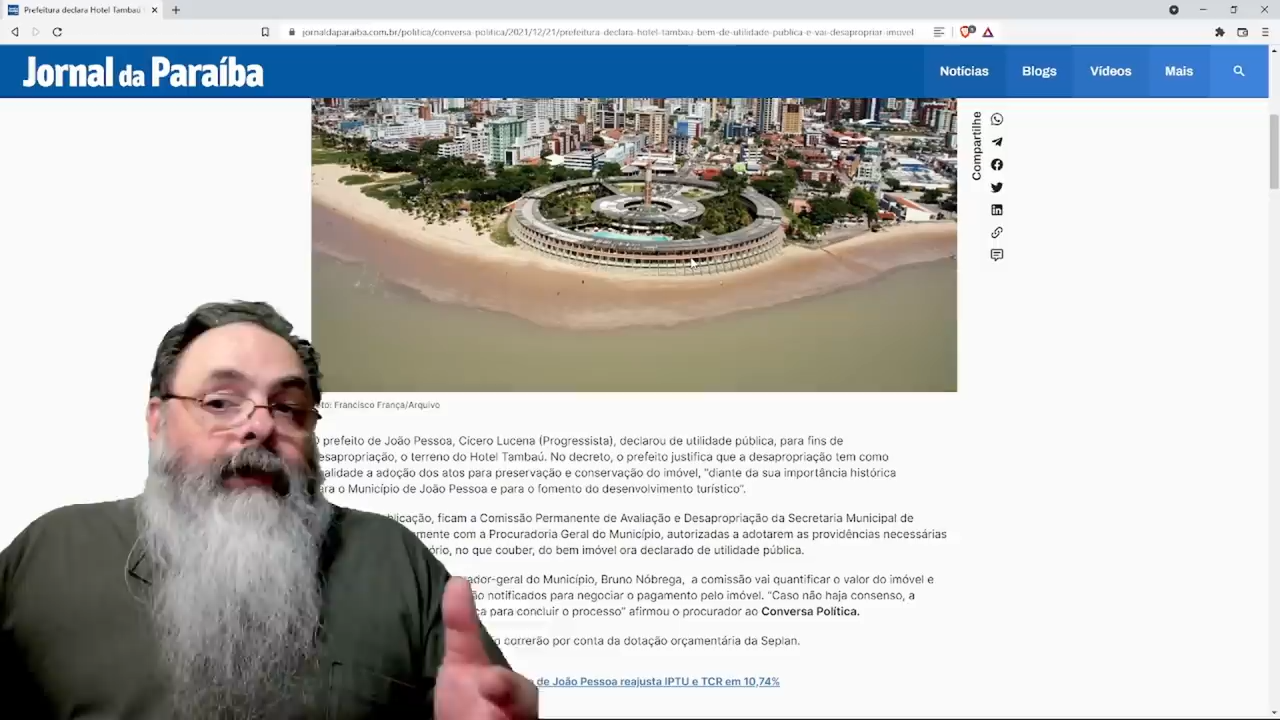 Prefeitura declara Hotel Tambaú
jornaldaparaiba.com.br/politica/conversa-politica/2021/12/21/prefeitura-declara-hotel-tambau-bem-de-utilidade-publica-e-vai-desapropriar-imovel
Jornal da Paraíba
Notícias Blogs Vídeos Mais
Compartilhe
Francisco França/Arquivo
prefeito de João Pessoa, Cícero Lucena (Progressista), declarou de utilidade pública, para fins de
esapropriação, o terreno do Hotel Tambaú. No decreto, o prefeito justifica que a desapropriação tem como
alidade a adoção dos atos para preservação e conservação do imóvel, “diante da sua importância histórica
ra o Município de João Pessoa e para o fomento do desenvolvimento turístico”.
blicação, ficam a Comissão Permanente de Avaliação e Desapropriação da Secretaria Municipal de
mente com a Procuradoria Geral do Município, autorizadas a adotarem as providências necessárias
ório, no que couber, do bem imóvel ora declarado de utilidade pública.
rador-geral do Município, Bruno Nóbrega, a comissão vai quantificar o valor do imóvel e
ão notificados para negociar o pagamento pelo imóvel. “Caso não haja consenso, a
ça para concluir o processo” afirmou o procurador ao Conversa Política.
correrão por conta da dotação orçamentária da Seplan.
de João Pessoa reajusta IPTU e TCR em 10,74%